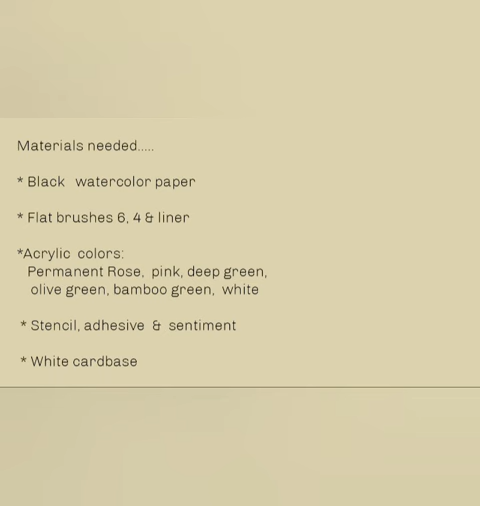 Materials needed.....
* Black watercolor paper
* Flat brushes 6, 4 & liner
*Acrylic colors:
Permanent Rose, pink, deep green,
olive green, bamboo green, white
* Stencil, adhesive & sentiment
* White cardbase